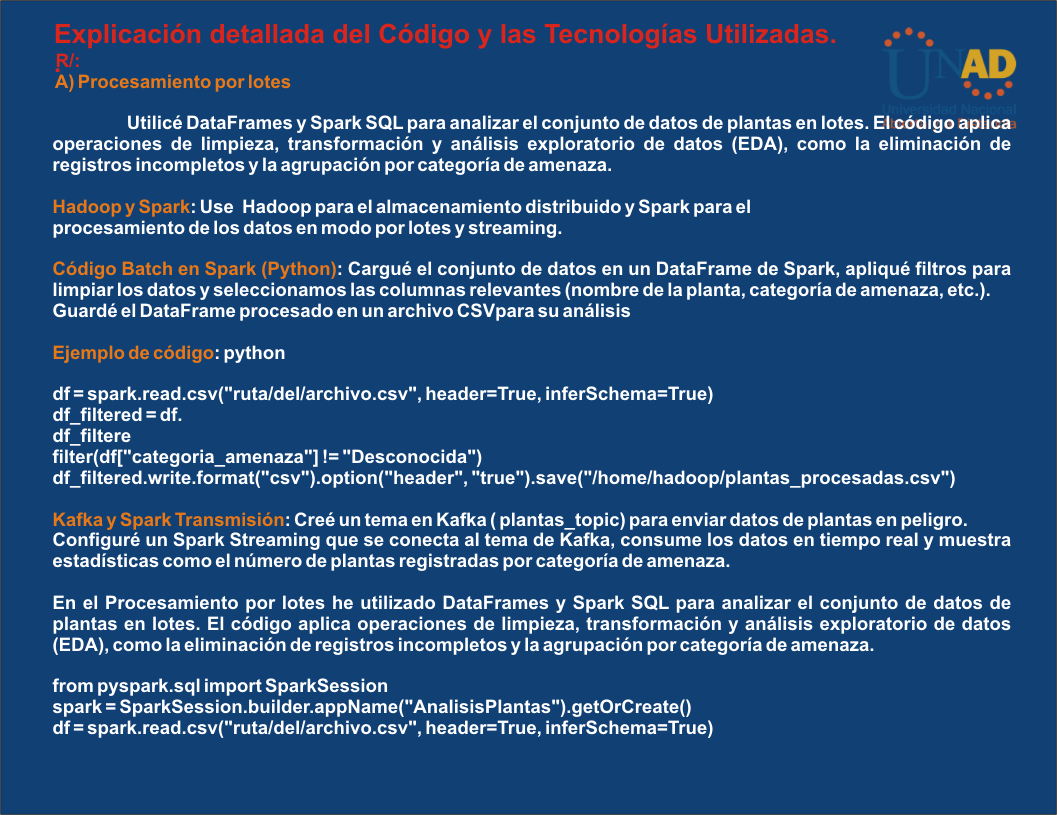 Explicación detallada del Código y las Tecnologías Utilizadas.
R/:
A) Procesamiento por lotes
UNAD
Universidad Nacional
Utilicé DataFrames y Spark SQL para analizar el conjunto de datos de plantas en lotes. El código aplica
operaciones de limpieza, transformación y análisis exploratorio de datos (EDA), como la eliminación de
registros incompletos y la agrupación por categoría de amenaza.
Hadoop y Spark: Use Hadoop para el almacenamiento distribuido y Spark para el
procesamiento de los datos en modo por lotes y streaming.
Código Batch en Spark (Python): Cargué el conjunto de datos en un DataFrame de Spark, apliqué filtros para
limpiar los datos y seleccionamos las columnas relevantes (nombre de la planta, categoría de amenaza, etc.).
Guardé el DataFrame procesado en un archivo CSVpara su análisis
Ejemplo de código: python
df = spark.read.csv("ruta/del/archivo.csv", header=True, inferSchema=True)
df_filtered = df.
df_filtere
filter(df["categoria_amenaza"] != "Desconocida")
df_filtered.write.format("csv").option("header", "true").save("/home/hadoop/plantas_procesadas.csv")
Kafka y Spark Transmisión: Creé un tema en Kafka ( plantas_topic) para enviar datos de plantas en peligro.
Configuré un Spark Streaming que se conecta al tema de Kafka, consume los datos en tiempo real y muestra
estadísticas como el número de plantas registradas por categoría de amenaza.
En el Procesamiento por lotes he utilizado DataFrames y Spark SQL para analizar el conjunto de datos de
plantas en lotes. El código aplica operaciones de limpieza, transformación y análisis exploratorio de datos
(EDA), como la eliminación de registros incompletos y la agrupación por categoría de amenaza.
from pyspark.sql import SparkSession
spark = SparkSession.builder.appName("AnalisisPlantas").getOrCreate()
df = spark.read.csv("ruta/del/archivo.csv", header=True, inferSchema=True)